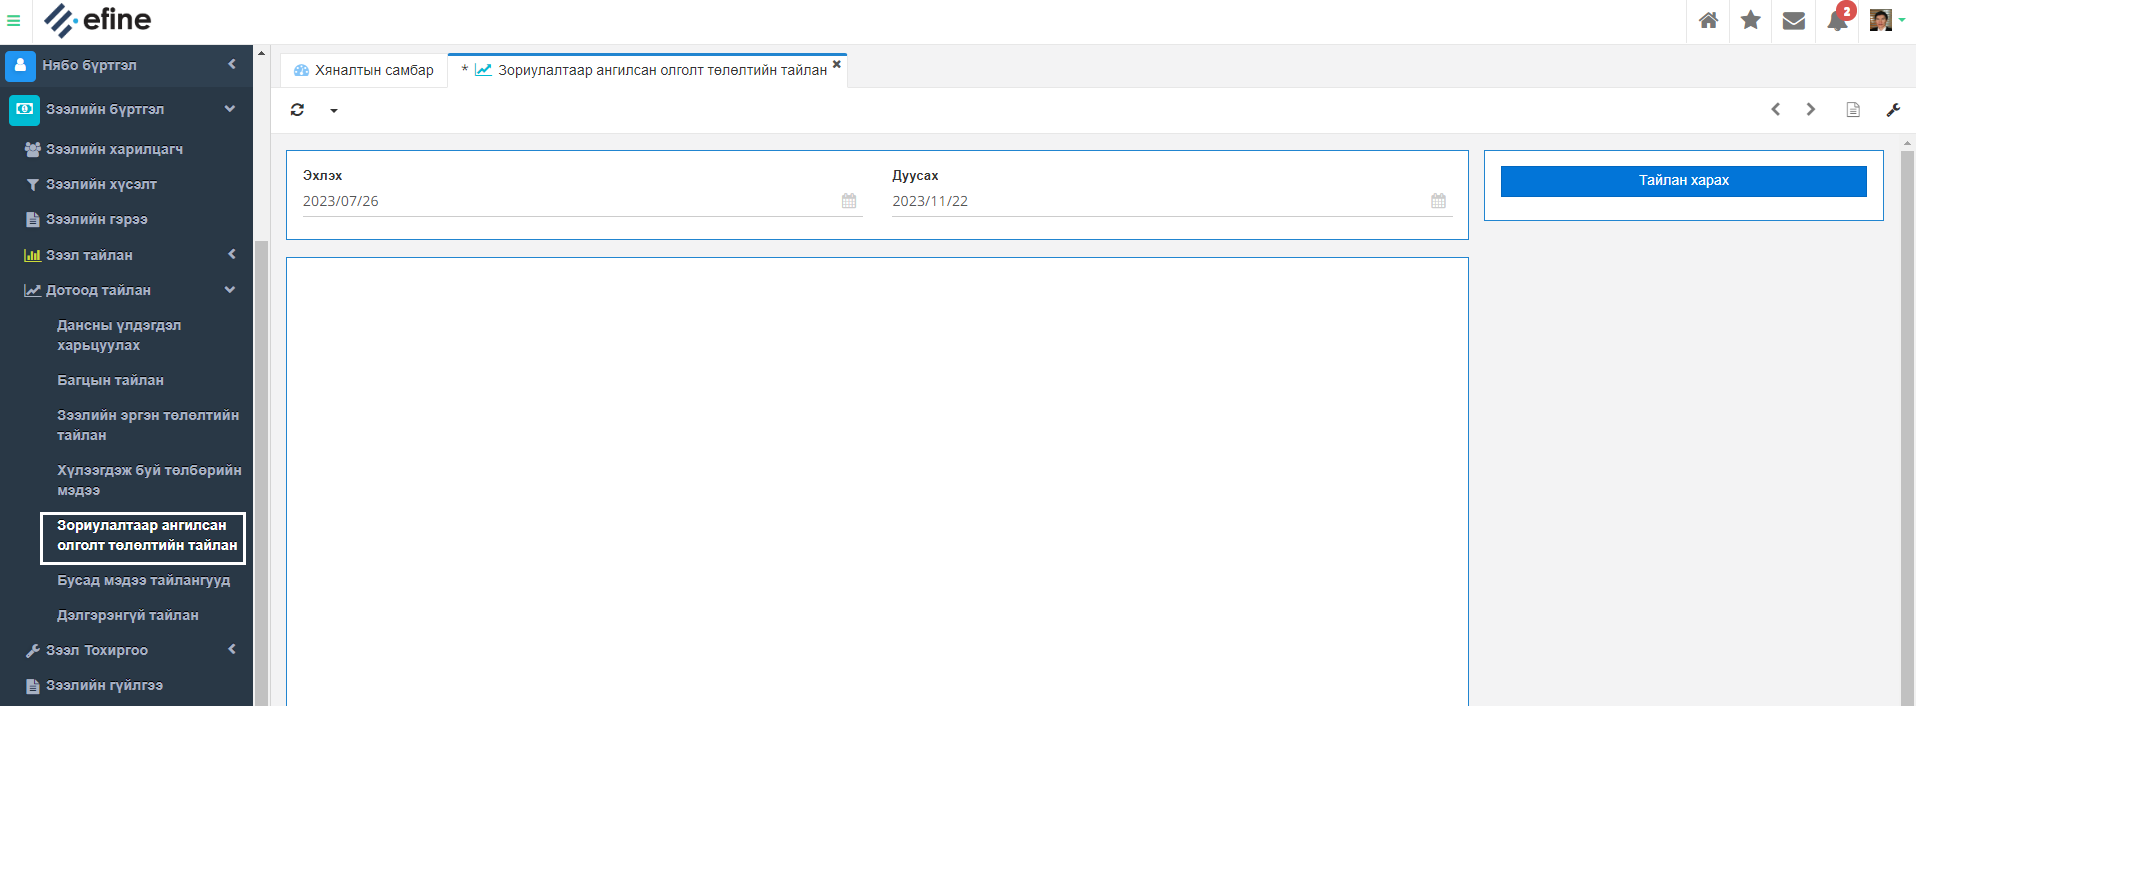 efine
2
Нябо бүртгэл
Зээлийн бүртгэл
Зээлийн харилцагч
Зээлийн хүсэлт
Зээлийн гэрээ
Зээл тайлан
Дотоод тайлан
Дансны үлдэгдэл
харьцуулах
Багцын тайлан
Зээлийн эргэн төлөлтийн
тайлан
Хүлээгдэж буй төлбөрийн
мэдээ
Зориулалтаар ангилсан
олголт төлөлтийн тайлан
Бусад мэдээ тайлангууд
Дэлгэрэнгүй тайлан
Зээл Тохиргоо
Зээлийн гүйлгээ
Хяналтын самбар
* Зориулалтаар ангилсан олголт төлөлтийн тайлан
Эхлэх
2023/07/26
Дуусах
2023/11/22
Тайлан харах